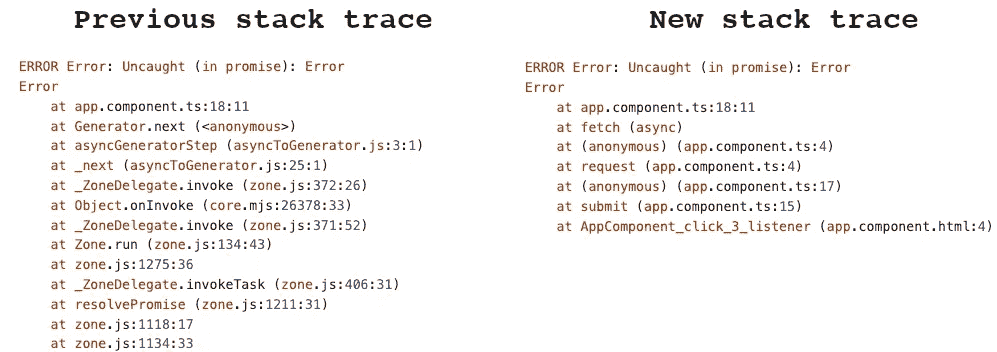 Previous stack trace
ERROR Error: Uncaught (in promise): Error
Error
    at app.component.ts:18:11
    at Generator.next (<anonymous>)
    at asyncGeneratorStep (asyncToGenerator.js:3:1)
    at _next (asyncToGenerator.js:25:1)
    at _ZoneDelegate.invoke (zone.js:372:26)
    at Object.onInvoke (core.mjs:26378:33)
    at _ZoneDelegate.invoke (zone.js:371:52)
    at Zone.run (zone.js:134:43)
    at zone.js:1275:36
    at _ZoneDelegate.invokeTask (zone.js:406:31)
    at resolvePromise (zone.js:1211:31)
    at zone.js:1118:17
    at zone.js:1134:33
New stack trace
ERROR Error: Uncaught (in promise): Error
Error
    at app.component.ts:18:11
    at fetch (async)
    at (anonymous) (app.component.ts:4)
    at request (app.component.ts:4)
    at (anonymous) (app.component.ts:17)
    at submit (app.component.ts:15)
    at AppComponent_click_3_listener (app.component.html:4)